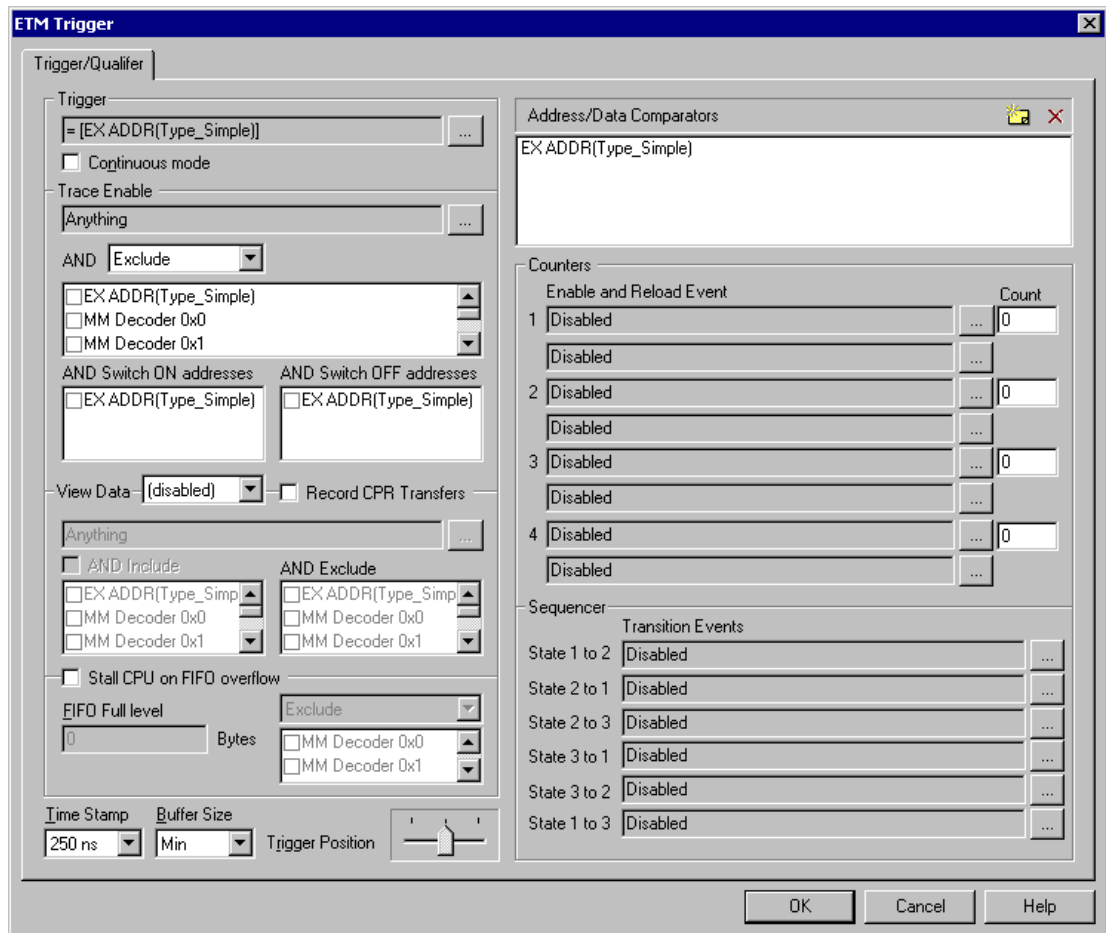 ETM Trigger
Trigger/Qualifer
Trigger
= [EX ADDR(Type_Simple)]
...
Continuous mode
Trace Enable
Anything
...
AND Exclude
EX ADDR(Type_Simple)
MM Decoder 0x0
MM Decoder 0x1
AND Switch ON addresses
AND Switch OFF addresses
EX ADDR(Type_Simple)
EX ADDR(Type_Simple)
View Data (disabled) Record CPR Transfers
Anything
...
AND Include
AND Exclude
EX ADDR(Type_Simp
MM Decoder 0x0
MM Decoder 0x1
EX ADDR(Type_Simp
MM Decoder 0x0
MM Decoder 0x1
Stall CPU on FIFO overflow
FIFO Full level
0 Bytes
Exclude
MM Decoder 0x0
MM Decoder 0x1
Time Stamp
250 ns
Buffer Size
Min
Trigger Position
Address/Data Comparators
EX ADDR(Type_Simple)
Counters
Enable and Reload Event
Count
1 Disabled ... 0
Disabled ...
2 Disabled ... 0
Disabled ...
3 Disabled ... 0
Disabled ...
4 Disabled ... 0
Disabled ...
Sequencer
Transition Events
State 1 to 2 Disabled ...
State 2 to 1 Disabled ...
State 2 to 3 Disabled ...
State 3 to 1 Disabled ...
State 3 to 2 Disabled ...
State 1 to 3 Disabled ...
OK
Cancel
Help